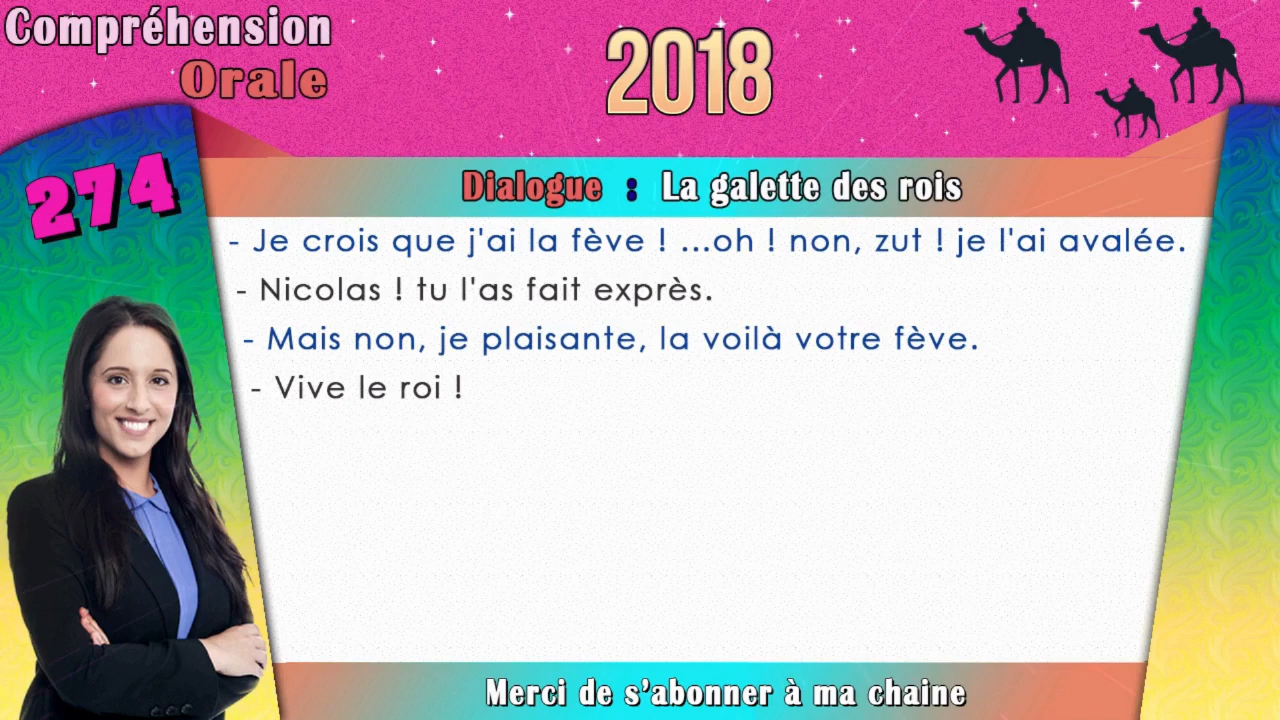 Compréhension
Orale
2018
274
Dialogue : La galette des rois
- Je crois que j'ai la fève ! ...oh ! non, zut ! je l'ai avalée.
- Nicolas ! tu l'as fait exprès.
- Mais non, je plaisante, la voilà votre fève.
- Vive le roi !
Merci de s'abonner à ma chaine